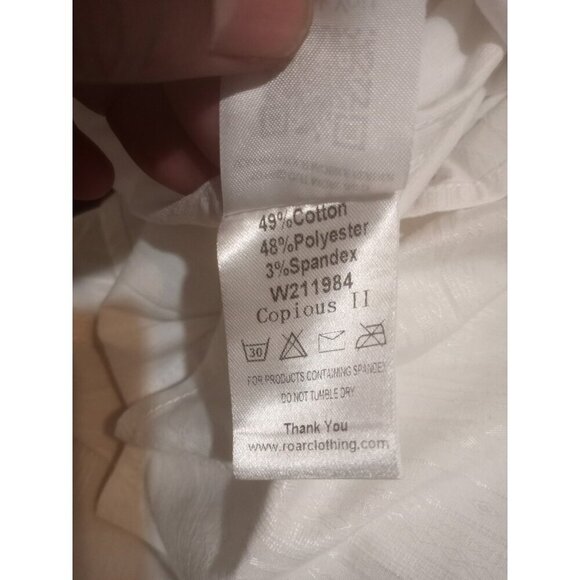 49%Cotton
48%Polyester
3%Spandex
W211984
Copious II
30
FOR PRODUCTS CONTAINING SPANDEX
DO NOT TUMBLE DRY
Thank You
www.roarclothing.com